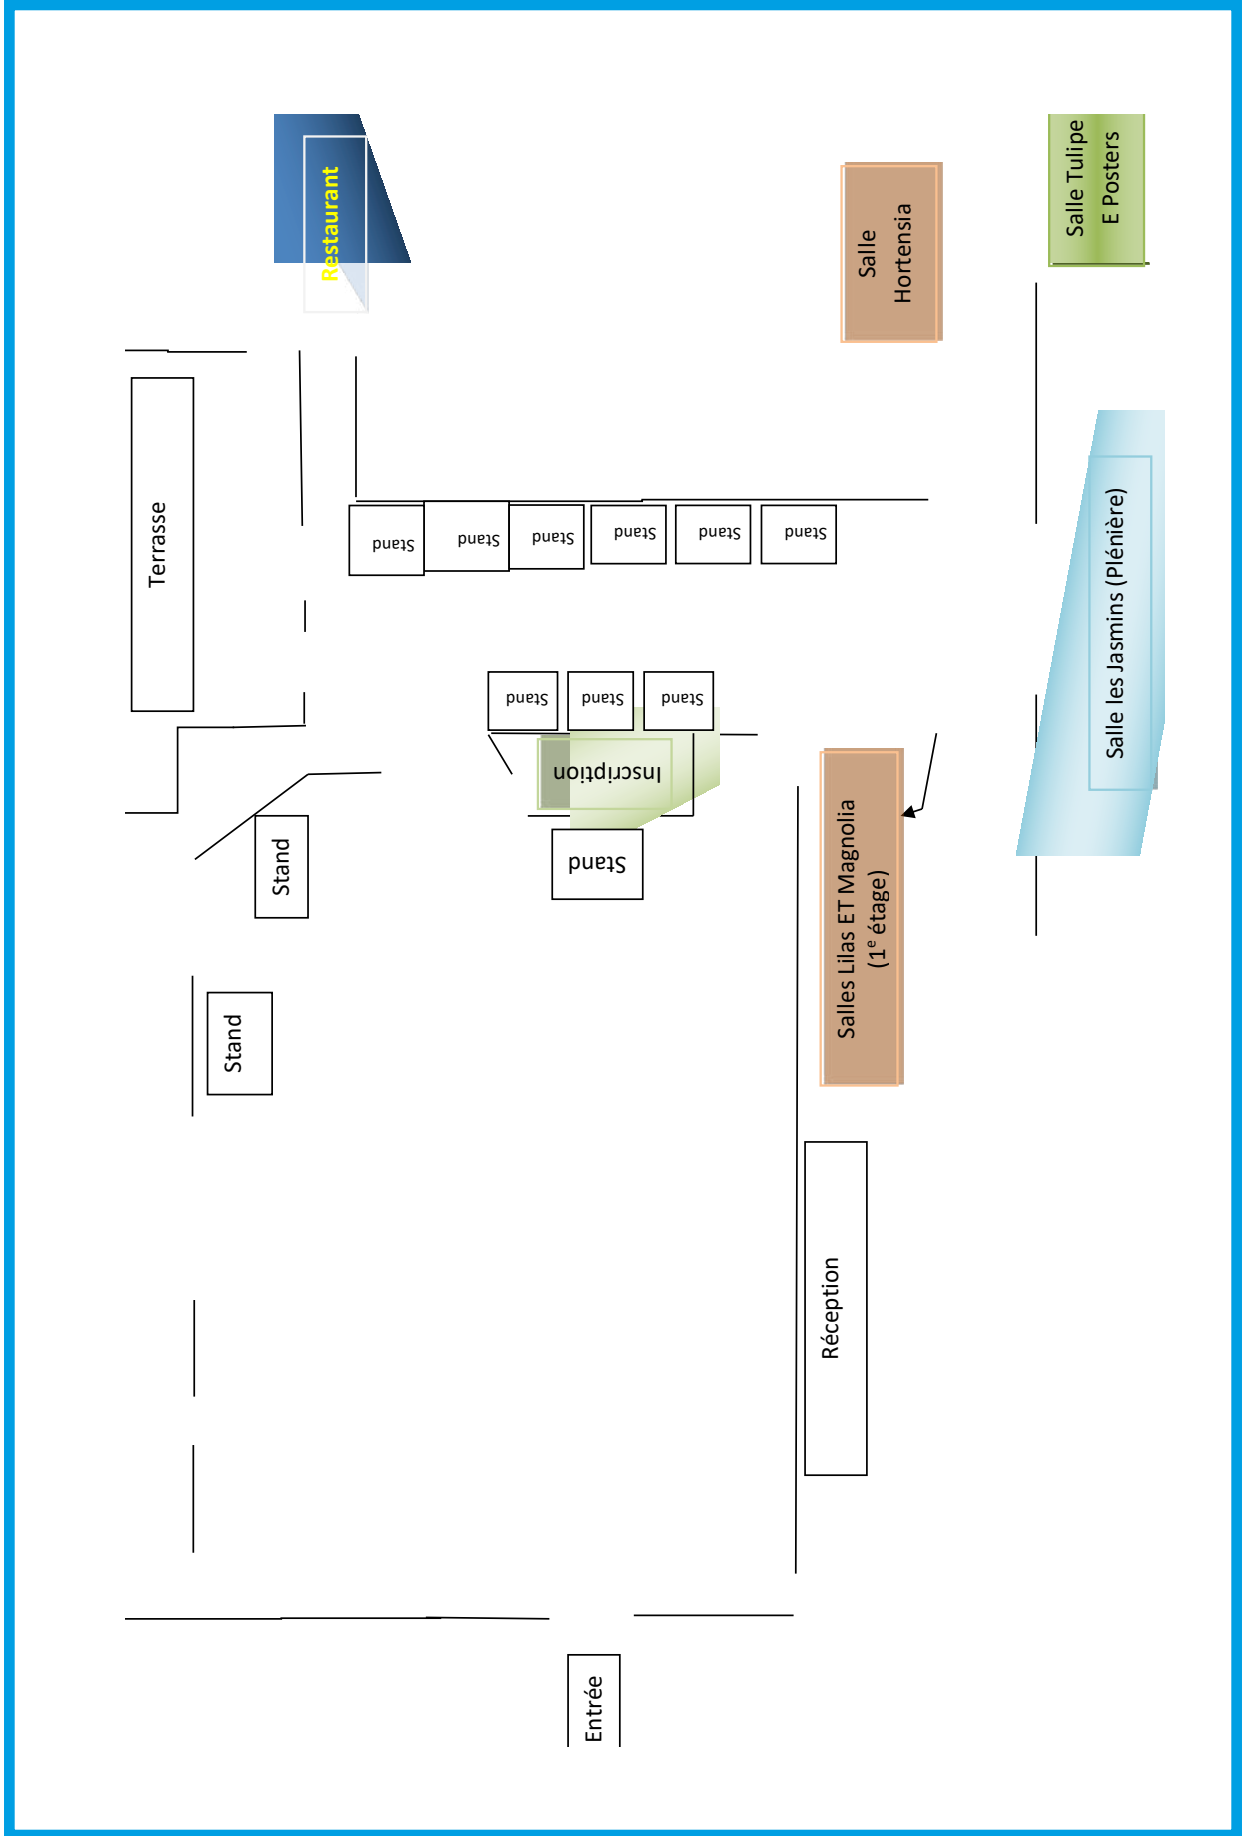 Restaurant
Salle Tulipe
E Posters
Salle
Hortensia
Terrasse
Salle les Jasmins (Plénière)
Stand
Stand
Stand
Stand
Stand
Stand
Stand
Stand
Stand
Inscription
Stand
Stand
Salles Lilas ET Magnolia
(1e étage)
Stand
Réception
Entrée